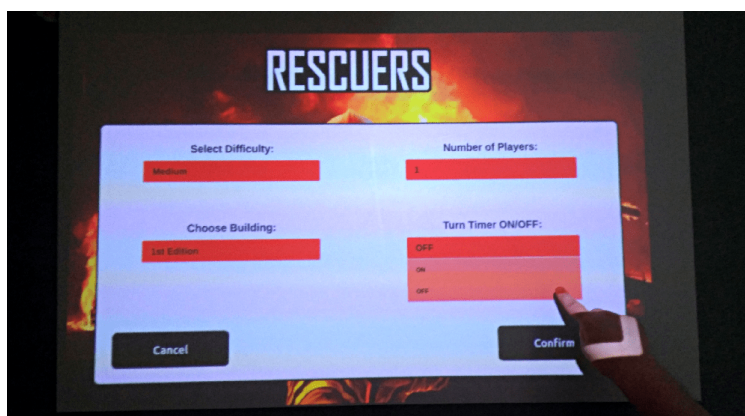 RESCUERS
Select Difficulty:
Medium
Number of Players:
1
Choose Building:
1st Edition
Turn Timer ON/OFF:
OFF
ON
OFF
Cancel
Confirm